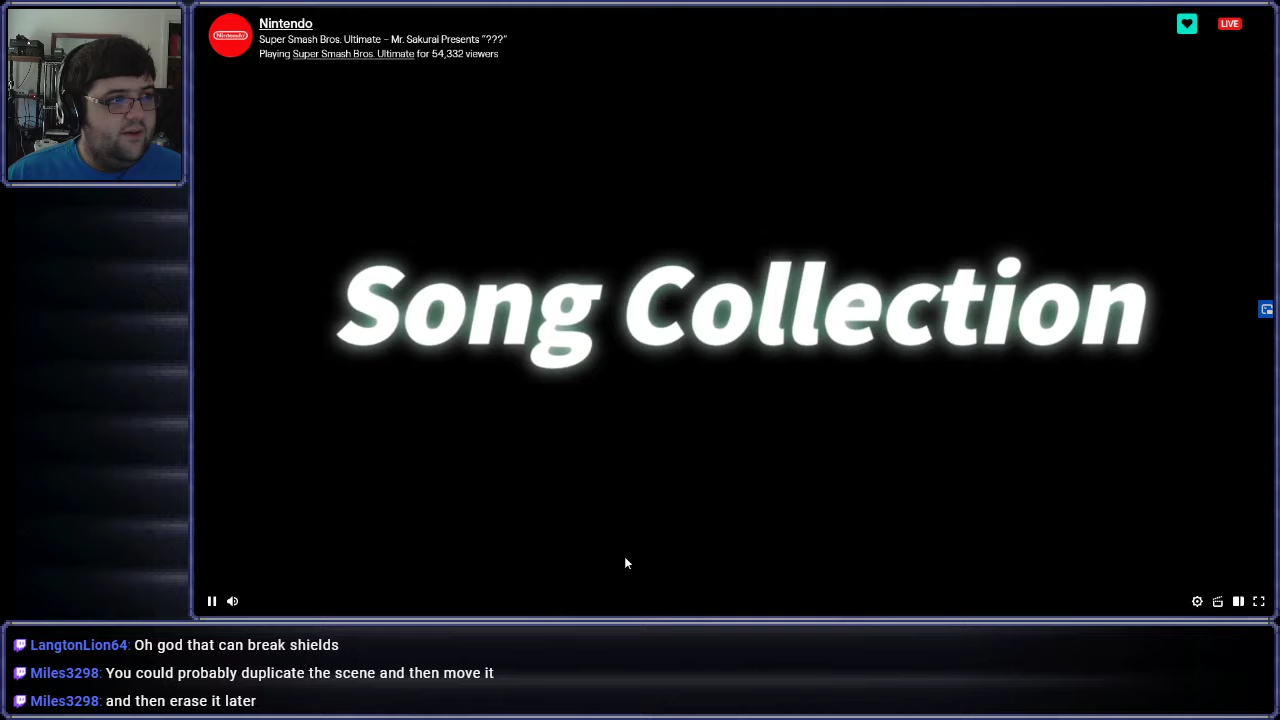 Nintendo
Nintendo
Super Smash Bros. Ultimate – Mr. Sakurai Presents "???"
Playing Super Smash Bros. Ultimate for 54,332 viewers
LIVE
Song Collection
LangtonLion64: Oh god that can break shields
Miles3298: You could probably duplicate the scene and then move it
Miles3298: and then erase it later